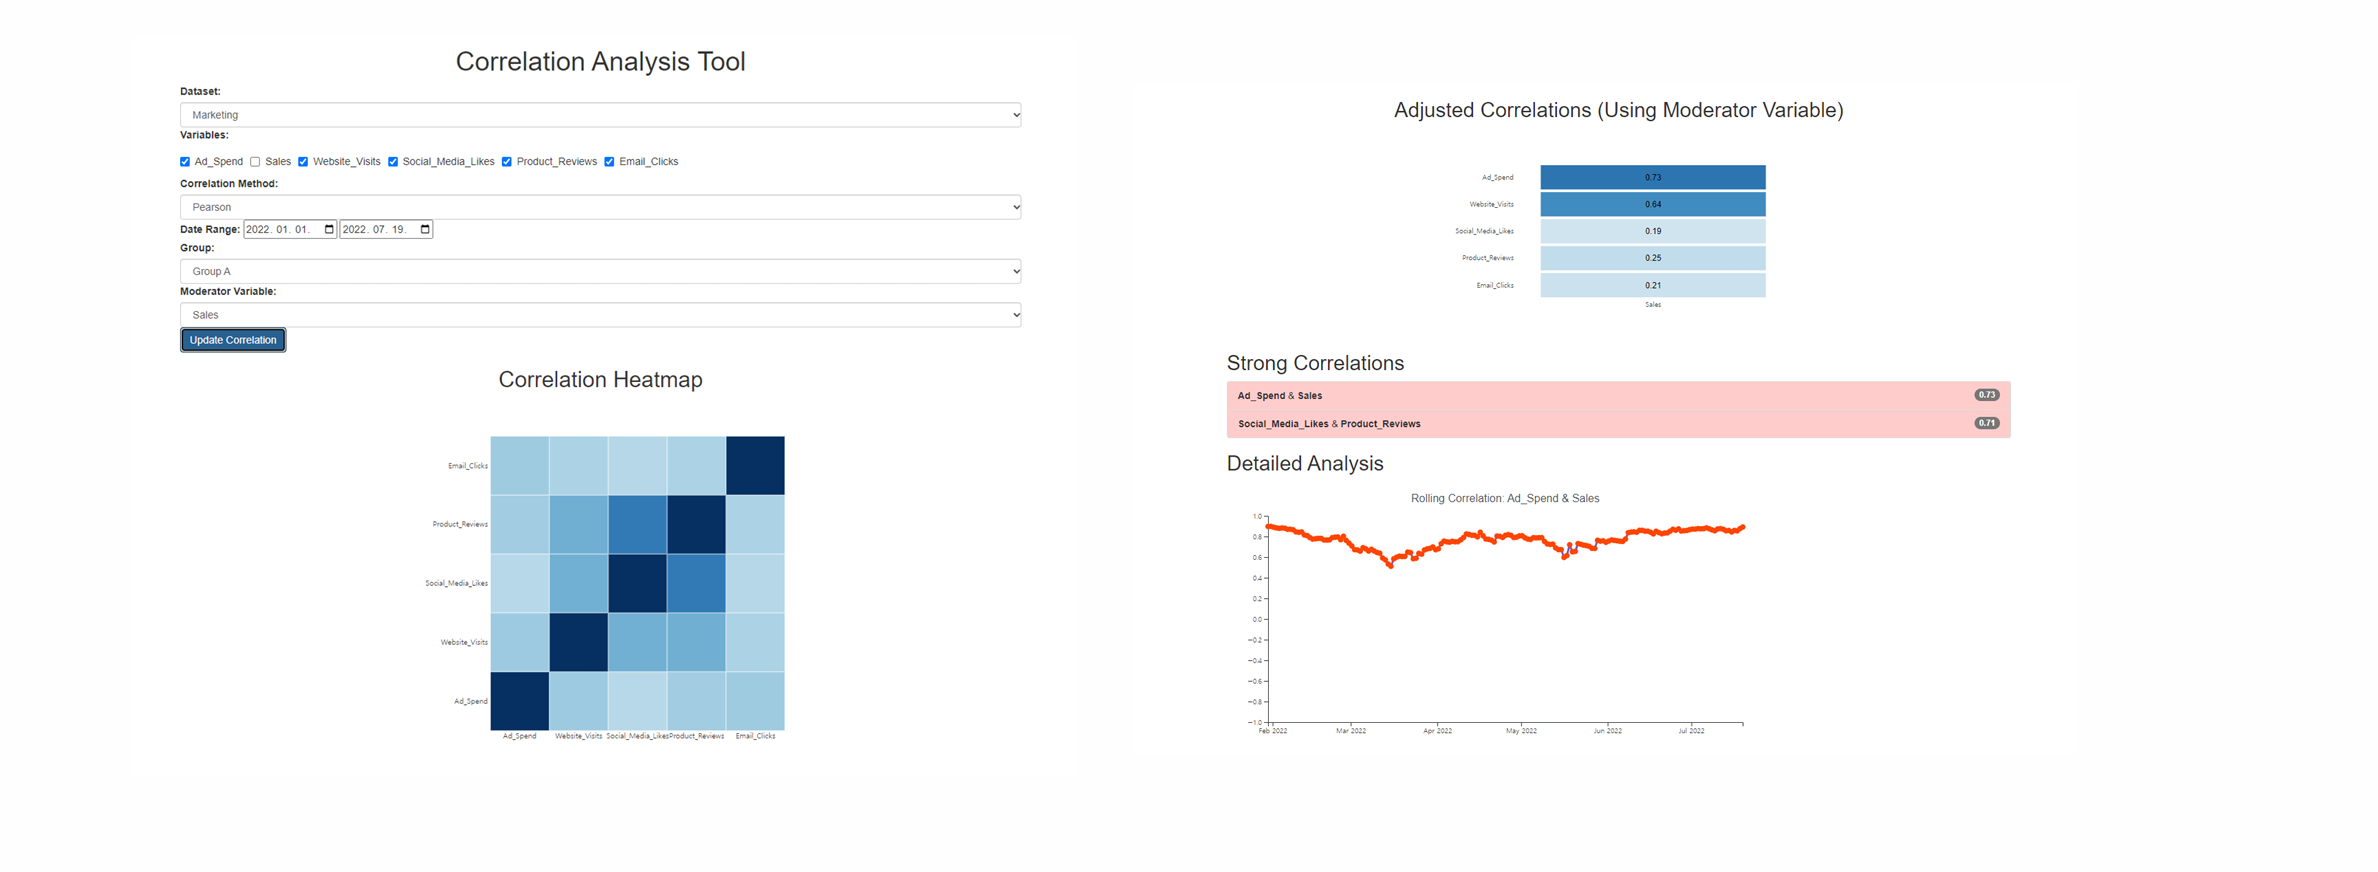 Correlation Analysis Tool
Dataset:
Marketing
Variables:
Ad_Spend Sales Website_Visits Social_Media_Likes Product_Reviews Email_Clicks
Correlation Method:
Pearson
Date Range: 2022. 01. 01. 2022. 07. 19.
Group:
Group A
Moderator Variable:
Sales
Update Correlation
Correlation Heatmap
Email_Clicks
Product_Reviews
Social_Media_Likes
Website_Visits
Ad_Spend
Ad_Spend Website_Visits Social_Media_Likes Product_Reviews Email_Clicks
Adjusted Correlations (Using Moderator Variable)
Ad_Spend 0.73
Website_Visits 0.64
Social_Media_Likes 0.19
Product_Reviews 0.25
Email_Clicks 0.21
Sales
Strong Correlations
Ad_Spend & Sales 0.73
Social_Media_Likes & Product_Reviews 0.71
Detailed Analysis
Rolling Correlation: Ad_Spend & Sales
1.0
0.8
0.6
0.4
0.2
0.0
−0.2
−0.4
−0.6
−0.8
−1.0
Feb 2022 Mar 2022 Apr 2022 May 2022 Jun 2022 Jul 2022